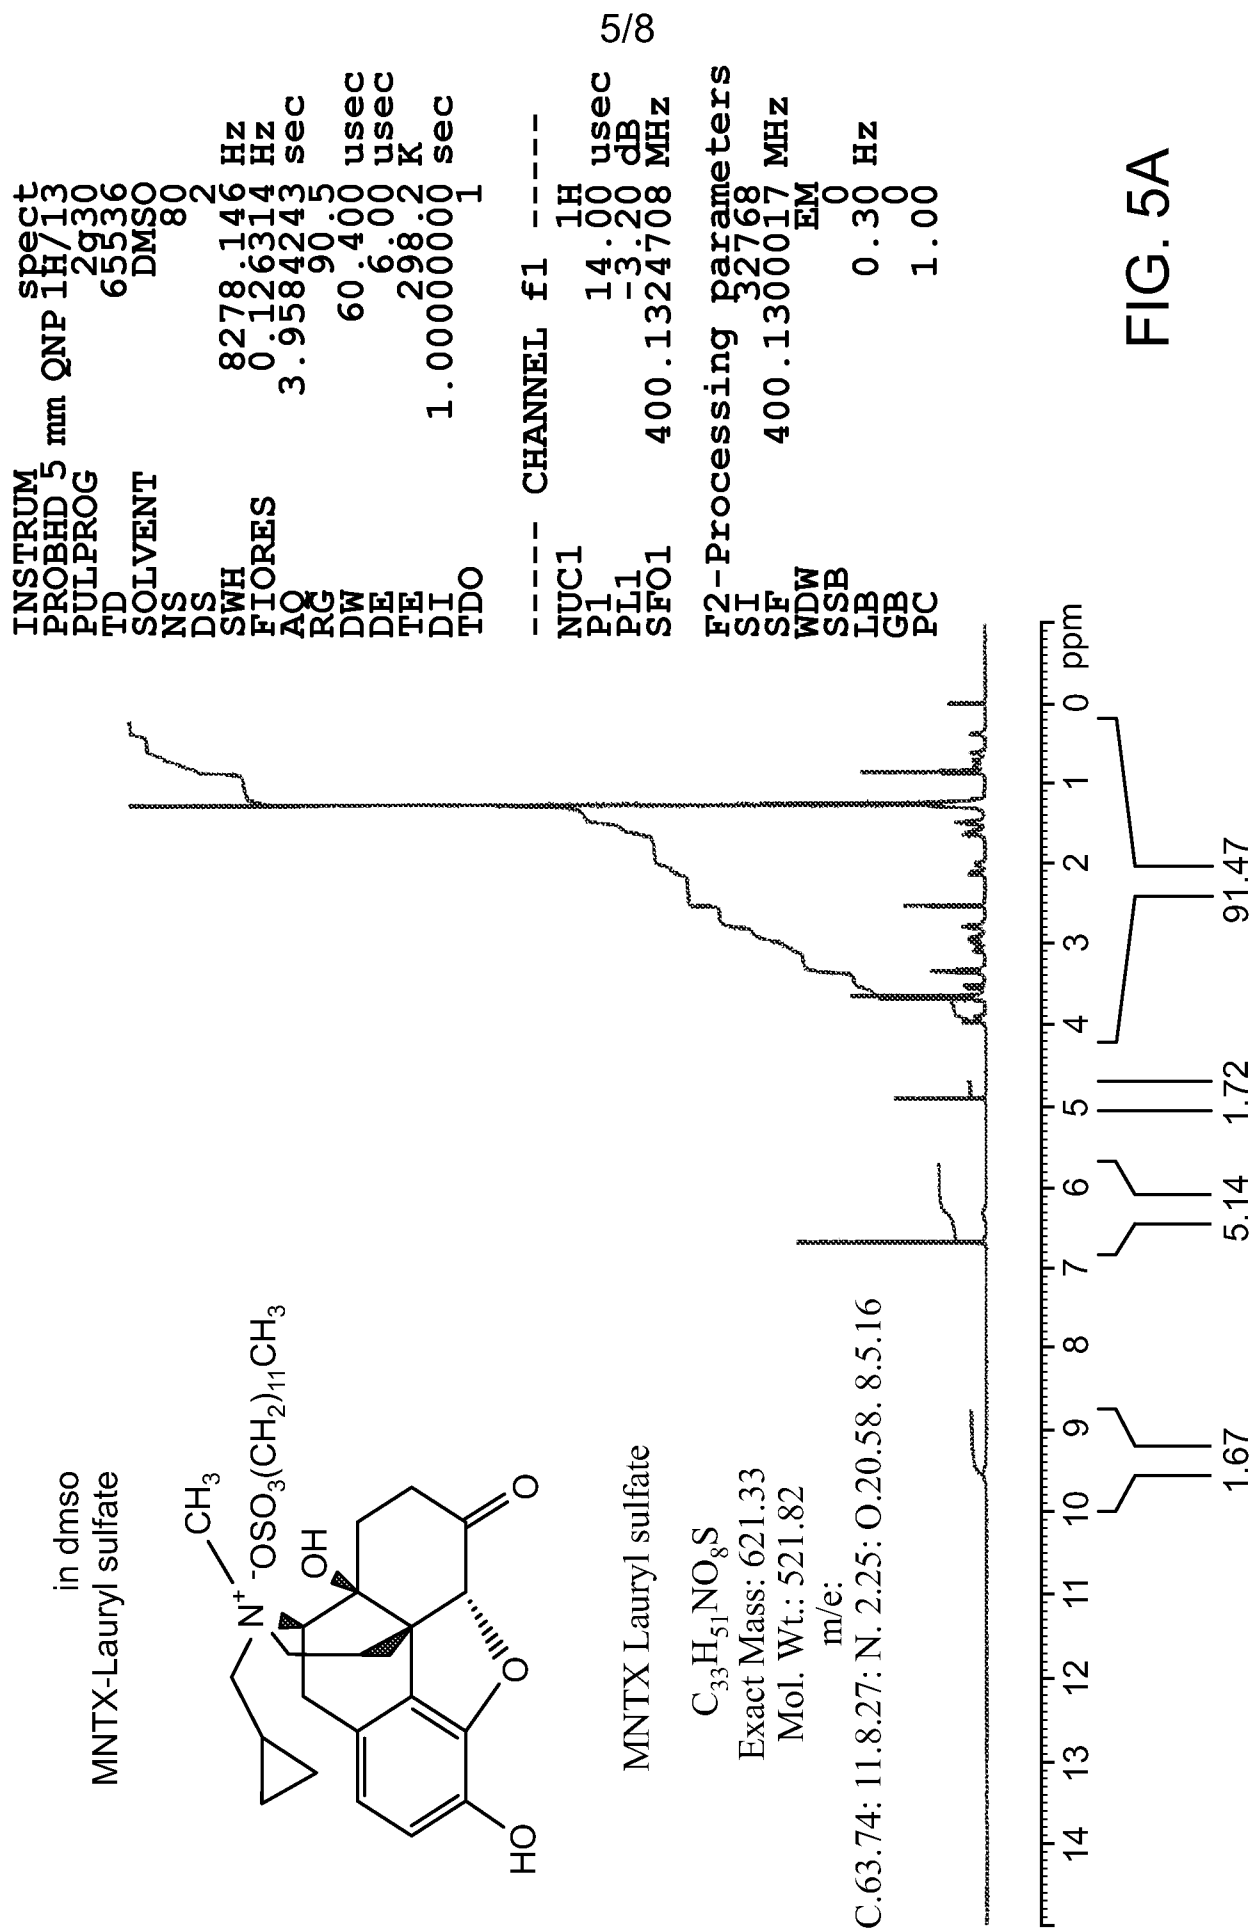 5/8
in dmso
MNTX-Lauryl sulfate
CH3
N+
-OSO3(CH2)11CH3
OH
O
O
HO
MNTX Lauryl sulfate
C33H51NO8S
Exact Mass: 621.33
Mol. Wt.: 521.82
m/e:
C.63.74: 11.8.27: N. 2.25: O.20.58. 8.5.16
INSTRUM spect
PROBHD 5 mm QNP 1H/13
PULPROG 2g30
TD 65536
SOLVENT DMSO
NS 80
DS 2
SWH 8278.146 Hz
FIORES 0.126314 Hz
AQ 3.9584243 sec
RG 90.5
DW 60.400 usec
DE 6.00 usec
TE 298.2 K
DI 1.00000000 sec
TDO 1
----- CHANNEL f1 -----
NUC1 1H
P1 14.00 usec
PL1 -3.20 dB
SFO1 400.1324708 MHz
F2-Processing parameters
SI 32768
SF 400.1300017 MHz
WDW EM
SSB 0
LB 0.30 Hz
GB 0
PC 1.00
14 13 12 11 10 9 8 7 6 5 4 3 2 1 0 ppm
1.67 5.14 1.72 91.47
FIG. 5A